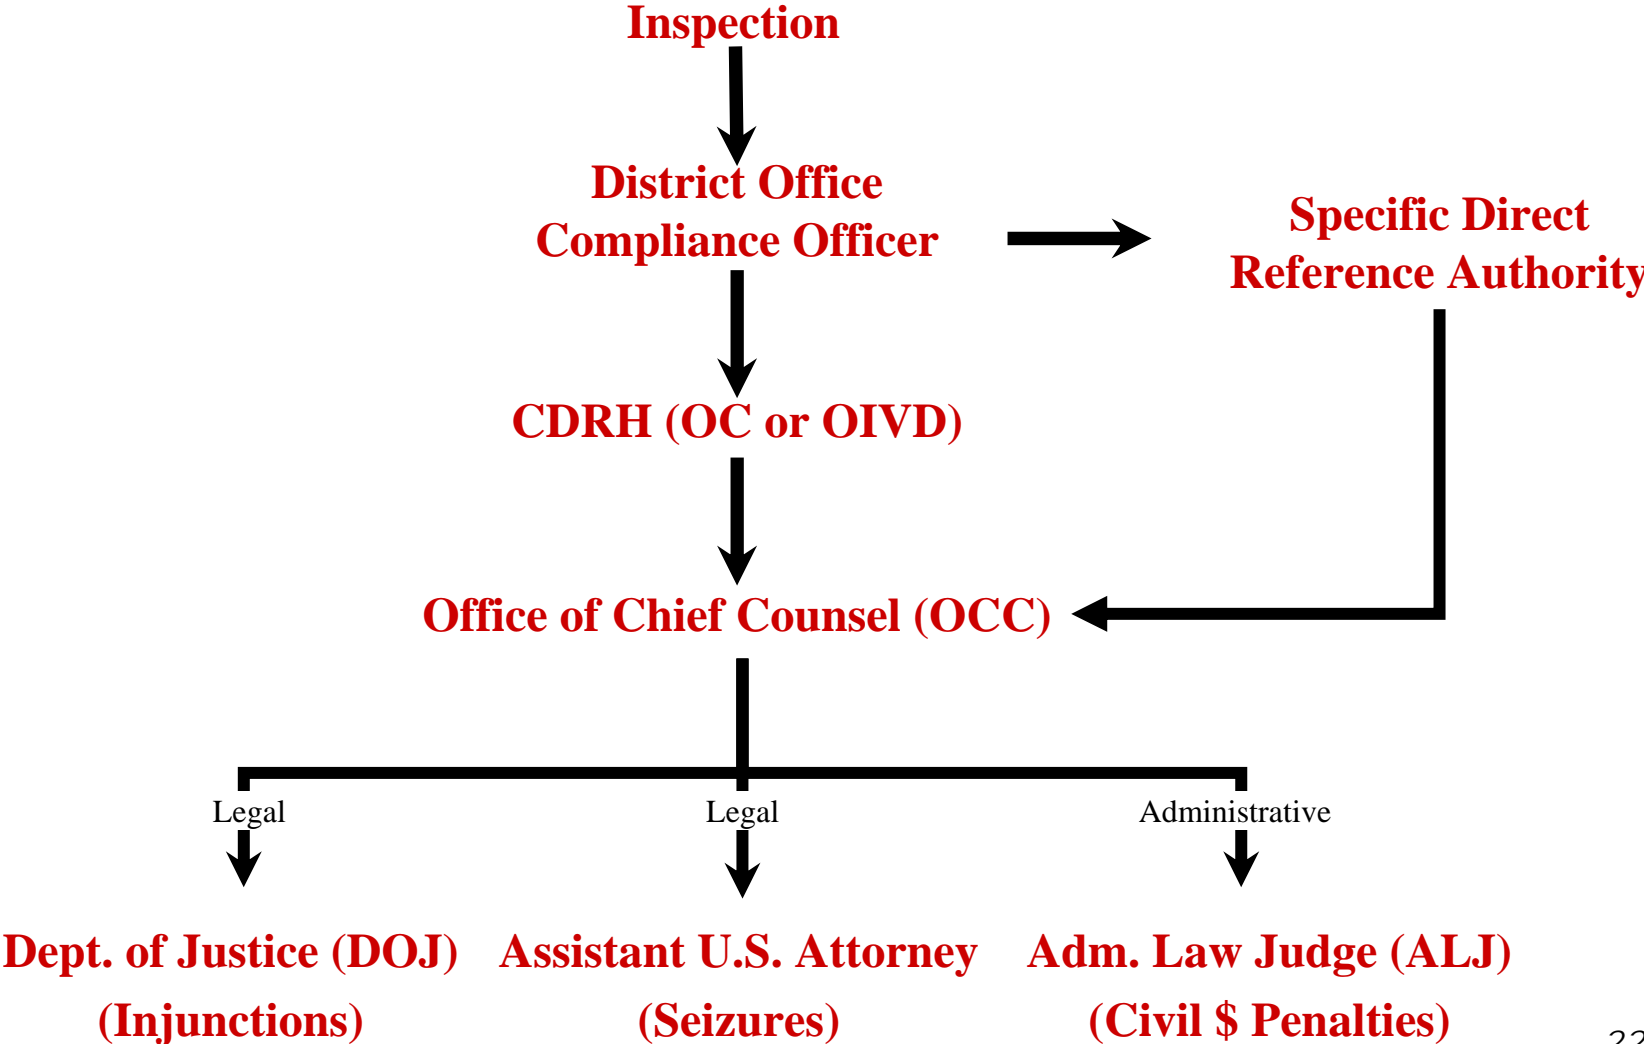 Inspection
District Office
Compliance Officer
Specific Direct
Reference Authority
CDRH (OC or OIVD)
Office of Chief Counsel (OCC)
Legal
Legal
Administrative
Dept. of Justice (DOJ)
(Injunctions)
Assistant U.S. Attorney
(Seizures)
Adm. Law Judge (ALJ)
(Civil $ Penalties)
22